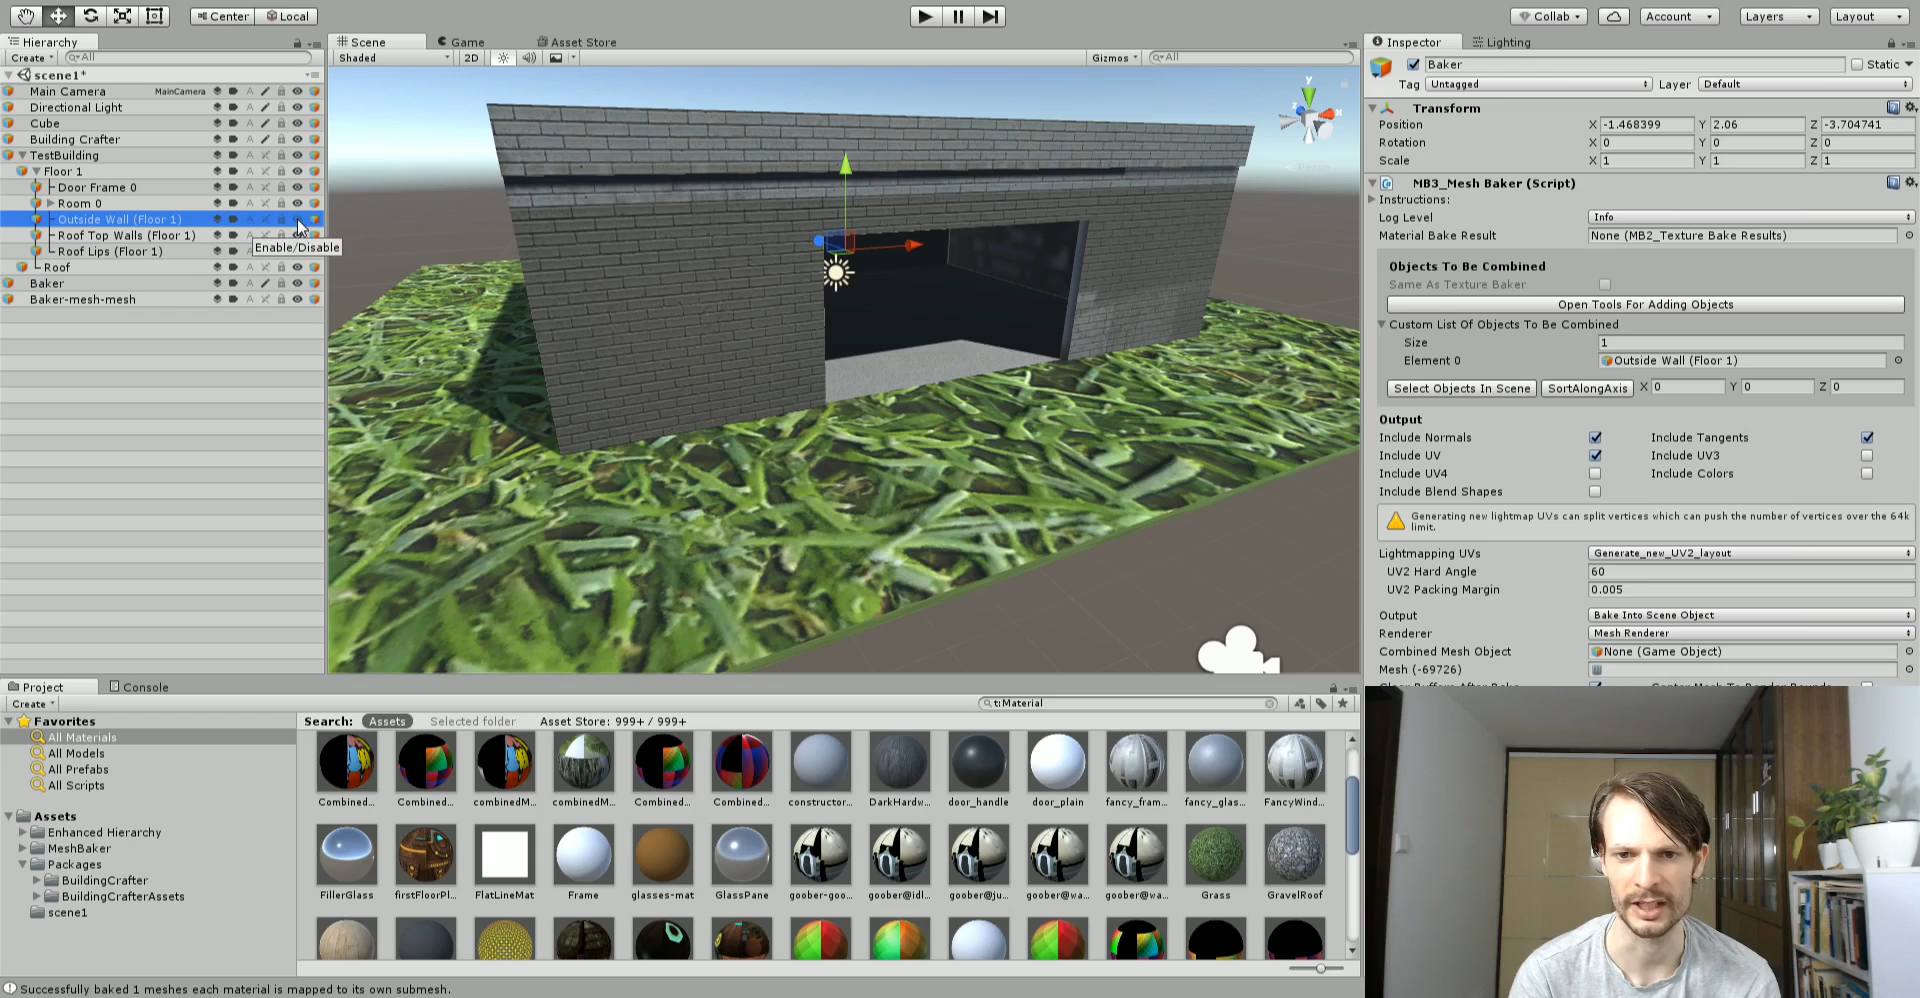 Center Local
Collab Account Layers Layout
Hierarchy
Create All
scene1*
Main Camera MainCamera
Directional Light
Cube
Building Crafter
TestBuilding
Floor 1
Door Frame 0
Room 0
Outside Wall (Floor 1)
Roof Top Walls (Floor 1)
Enable/Disable
Roof Lips (Floor 1)
Roof
Baker
Baker-mesh-mesh
Scene Game Asset Store
Shaded 2D Gizmos All
y
x
z
Inspector Lighting
Baker Static
Tag Untagged Layer Default
Transform
Position X -1.468399 Y 2.06 Z -3.704741
Rotation X 0 Y 0 Z 0
Scale X 1 Y 1 Z 1
MB3_Mesh Baker (Script)
Instructions:
Log Level Info
Material Bake Result None (MB2_Texture Bake Results)
Objects To Be Combined
Same As Texture Baker
Open Tools For Adding Objects
Custom List Of Objects To Be Combined
Size 1
Element 0 Outside Wall (Floor 1)
Select Objects In Scene SortAlongAxis X 0 Y 0 Z 0
Output
Include Normals Include Tangents
Include UV Include UV3
Include UV4 Include Colors
Include Blend Shapes
Generating new lightmap UVs can split vertices which can push the number of vertices over the 64k
limit.
Lightmapping UVs Generate_new_UV2_layout
UV2 Hard Angle 60
UV2 Packing Margin 0.005
Output Bake Into Scene Object
Renderer Mesh Renderer
Combined Mesh Object None (Game Object)
Mesh (-69726)
Project Console
Create t:Material
Favorites
All Materials
All Models
All Prefabs
All Scripts
Assets
Enhanced Hierarchy
MeshBaker
Packages
BuildingCrafter
BuildingCrafterAssets
scene1
Search: Assets Selected folder Asset Store: 999+ / 999+
Combined... Combined... combinedM... combinedM... Combined... Combined... constructor... DarkHardw... door_handle door_plain fancy_fram... fancy_glas... FancyWind...
FillerGlass firstFloorPl... FlatLineMat Frame glasses-mat GlassPane goober-goo... goober@idl... goober@ju... goober@wa... goober@wa... Grass GravelRoof
Successfully baked 1 meshes each material is mapped to its own submesh.